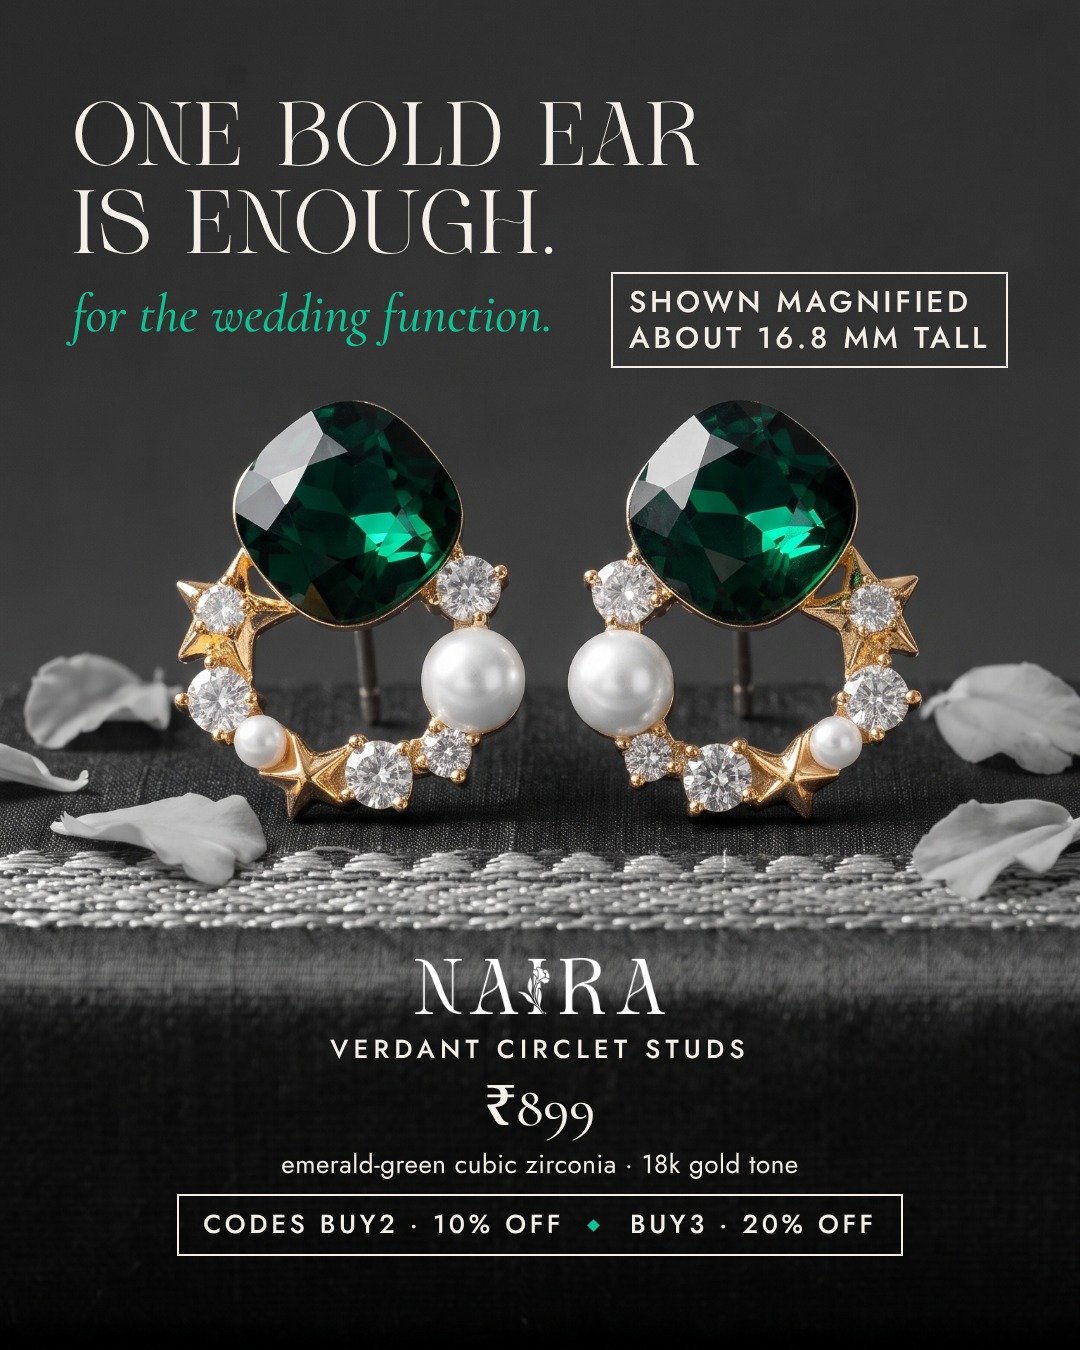 ONE BOLD EAR
IS ENOUGH.
for the wedding function.
SHOWN MAGNIFIED
ABOUT 16.8 MM TALL
NAIRA
VERDANT CIRCLET STUDS
₹899
emerald-green cubic zirconia · 18k gold tone
CODES BUY2 · 10% OFF ◆ BUY3 · 20% OFF